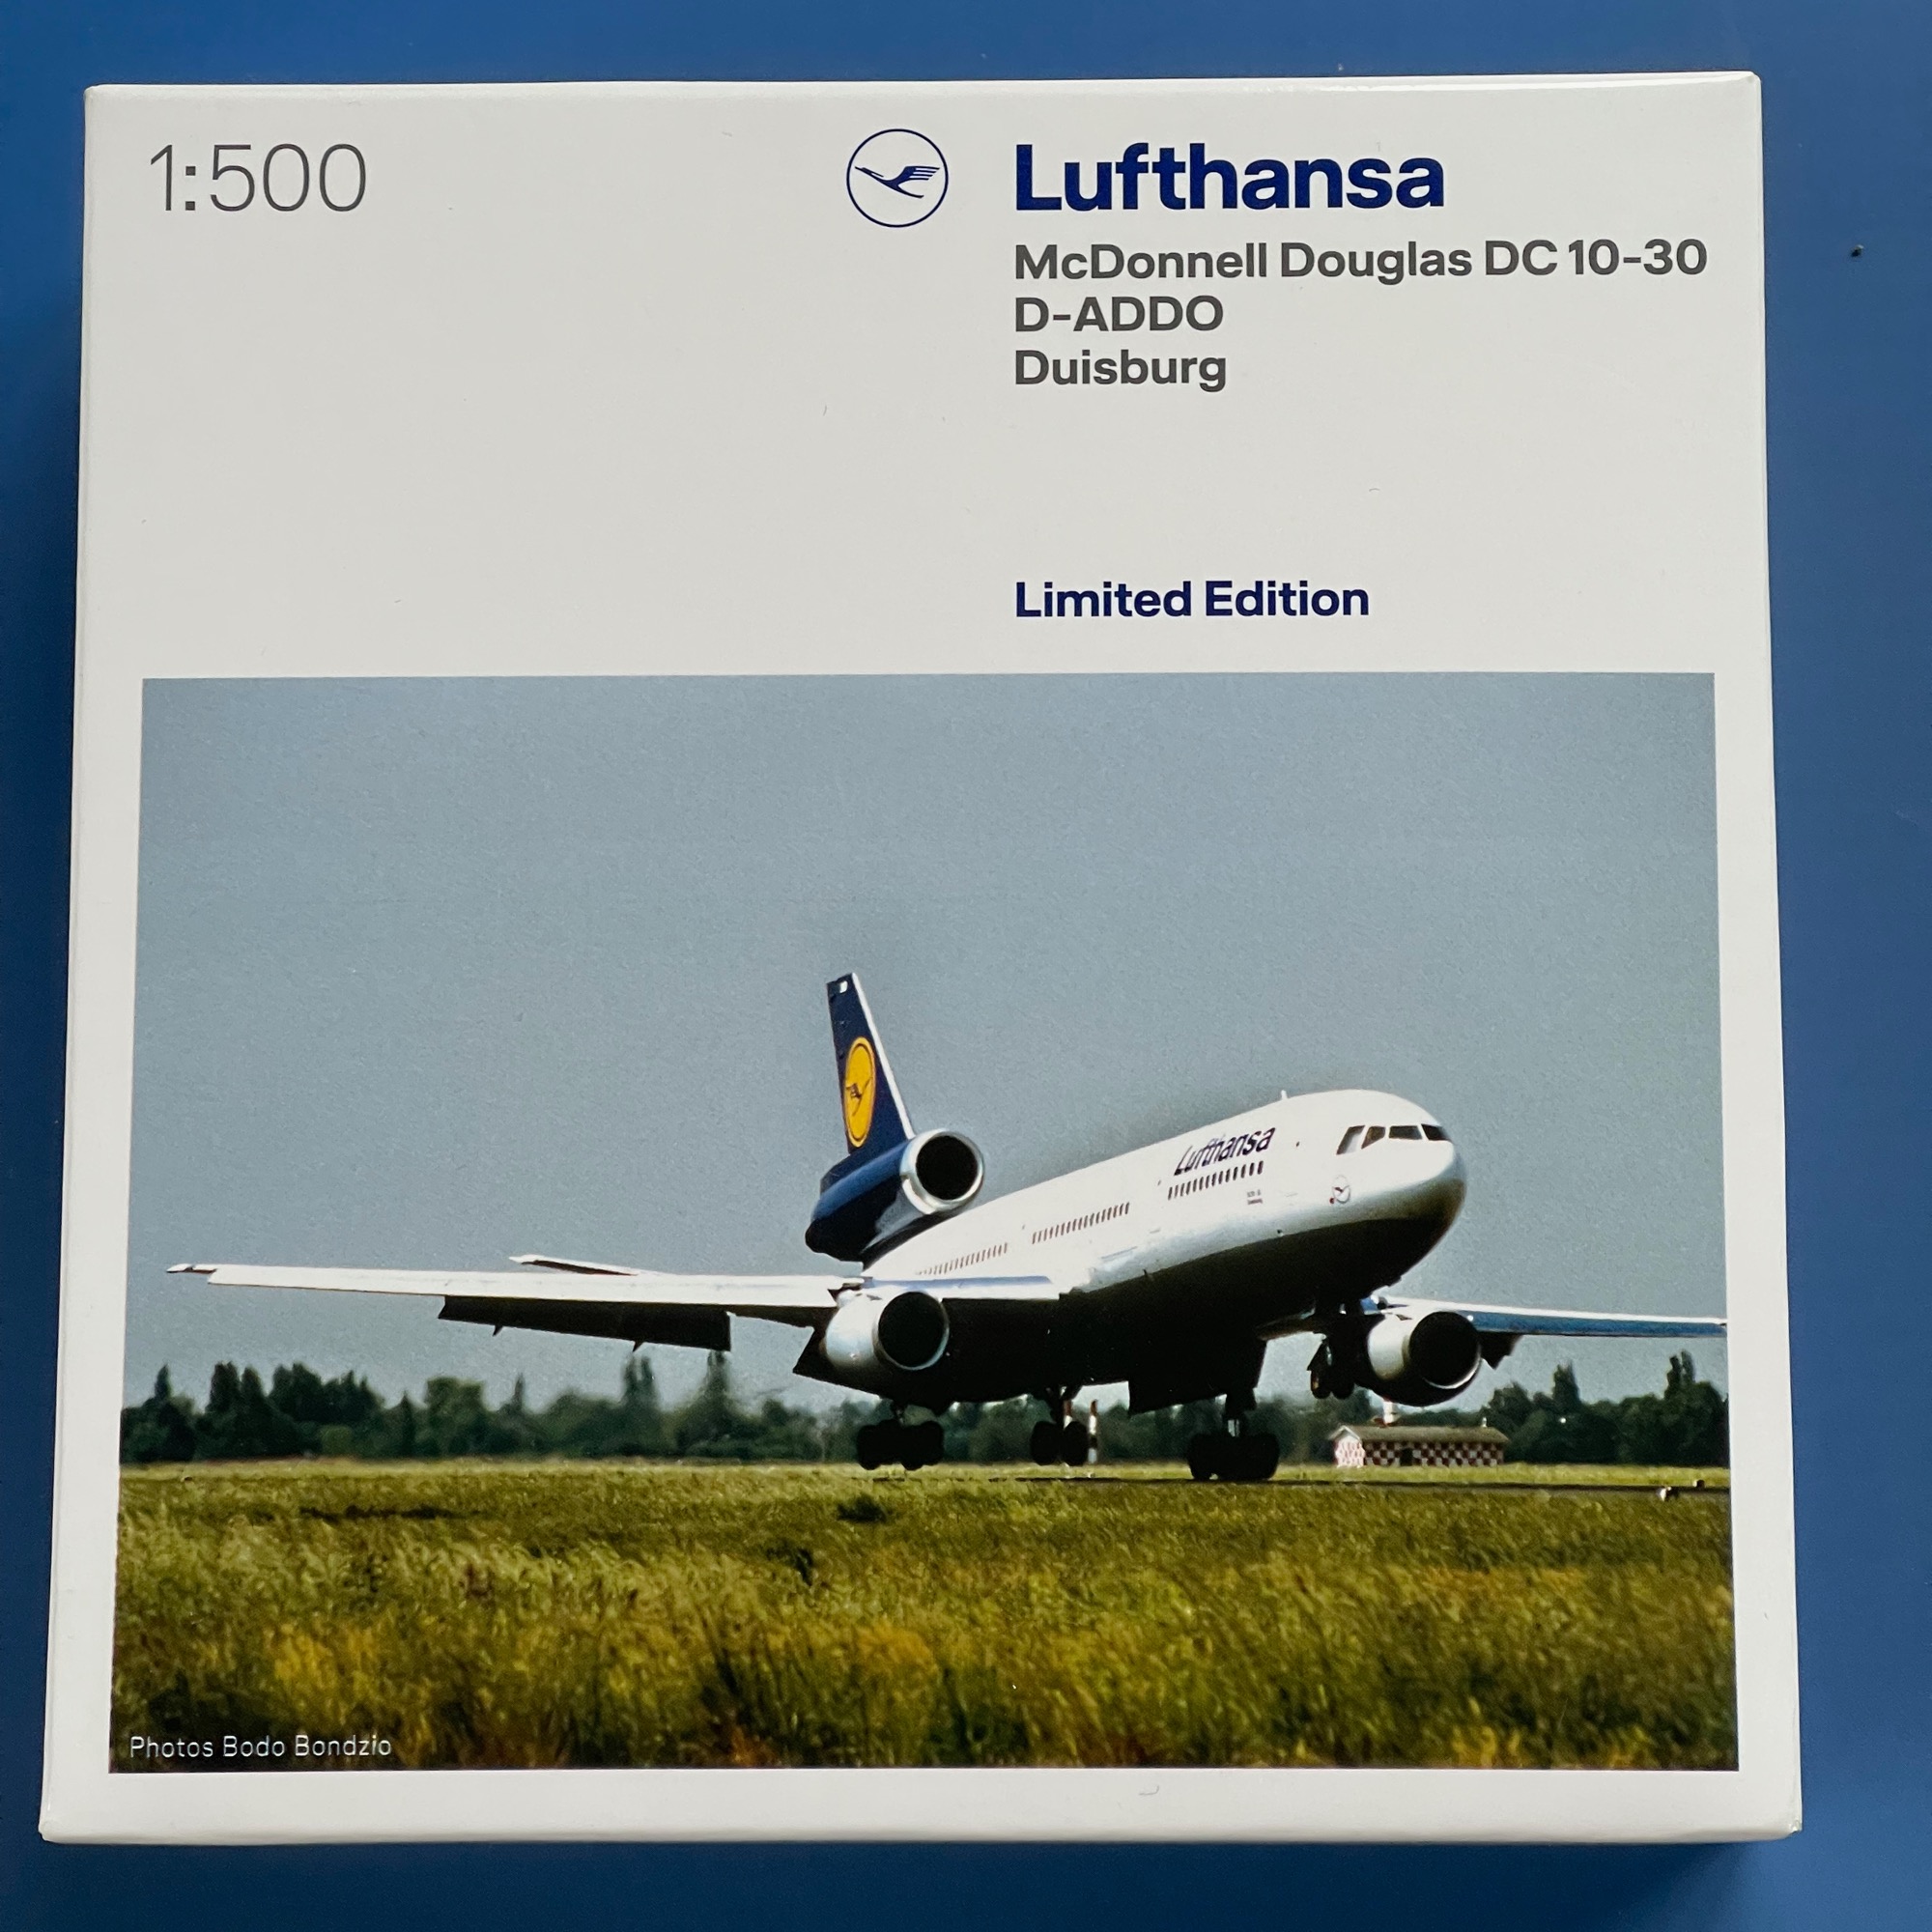 1:500
Lufthansa
McDonnell Douglas DC 10-30
D-ADDO
Duisburg
Limited Edition
Lufthansa
Photos Bodo Bondzio